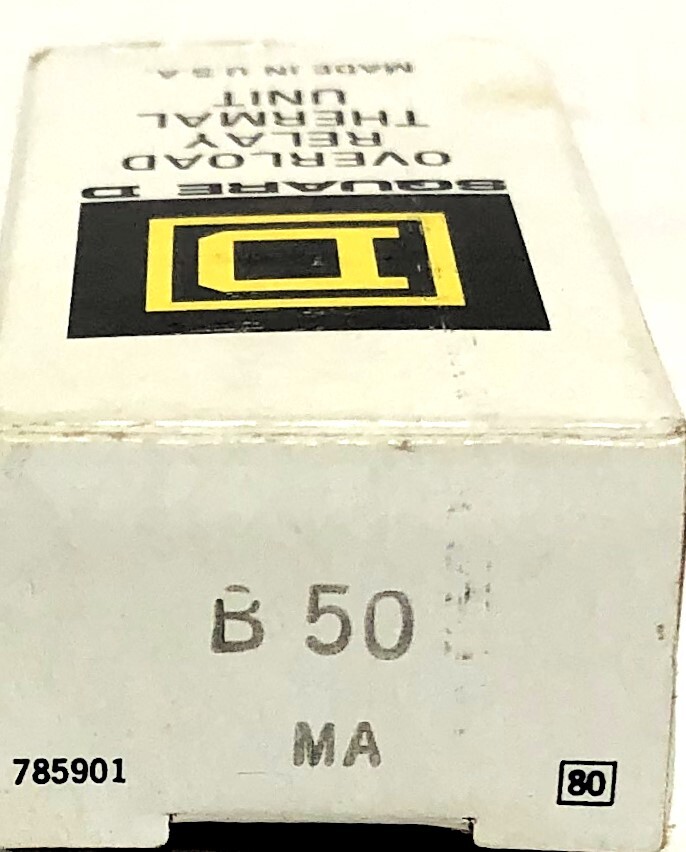 SQUARE D
OVERLOAD
RELAY
THERMAL
UNIT
MADE IN U.S.A.
B 50
MA
785901
80